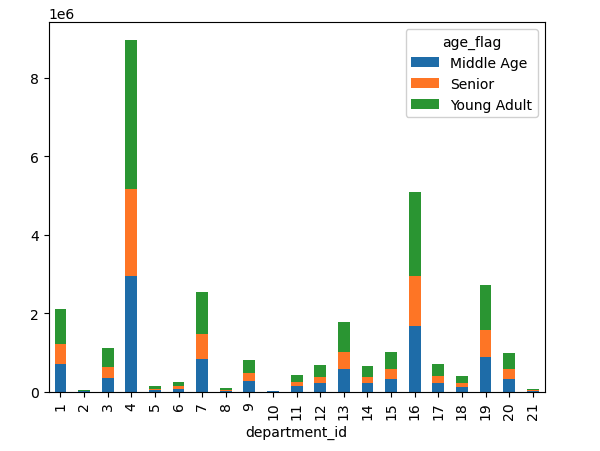 1e6
age_flag
Middle Age
Senior
Young Adult
8
6
4
2
0
1 2 3 4 5 6 7 8 9 10 11 12 13 14 15 16 17 18 19 20 21
department_id